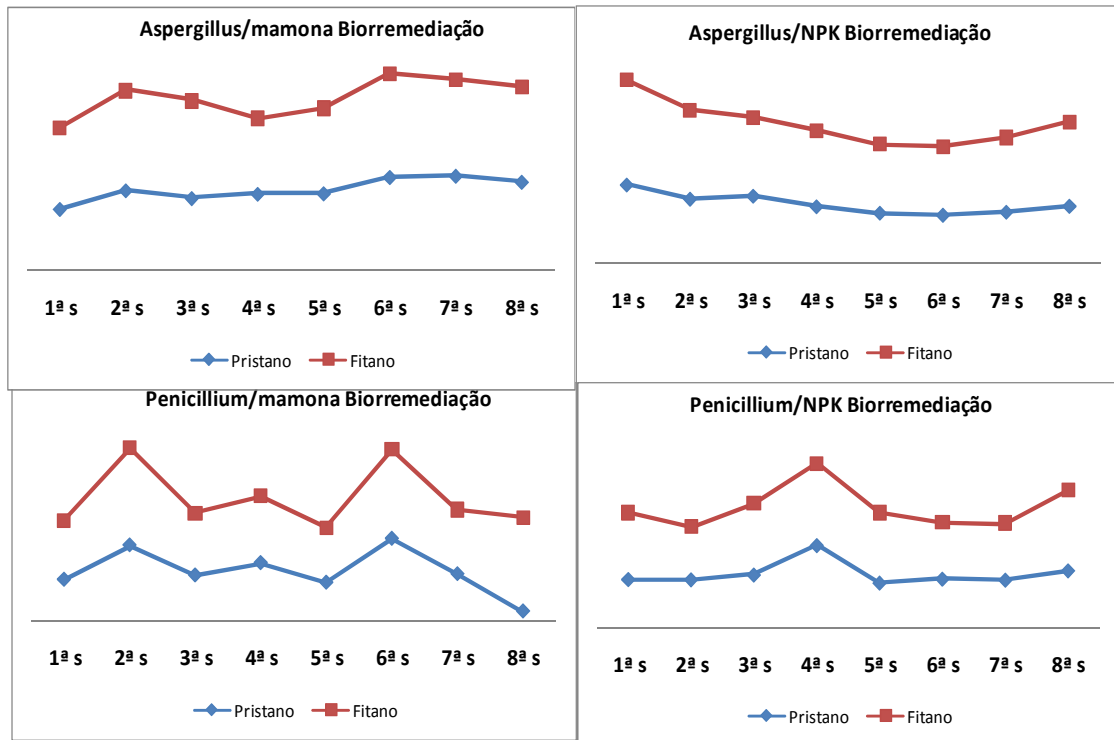 Aspergillus/mamona Biorremediação
1ª s 2ª s 3ª s 4ª s 5ª s 6ª s 7ª s 8ª s
Pristano Fitano
Aspergillus/NPK Biorremediação
1ª s 2ª s 3ª s 4ª s 5ª s 6ª s 7ª s 8ª s
Pristano Fitano
Penicillium/mamona Biorremediação
1ª s 2ª s 3ª s 4ª s 5ª s 6ª s 7ª s 8ª s
Pristano Fitano
Penicillium/NPK Biorremediação
1ª s 2ª s 3ª s 4ª s 5ª s 6ª s 7ª s 8ª s
Pristano Fitano